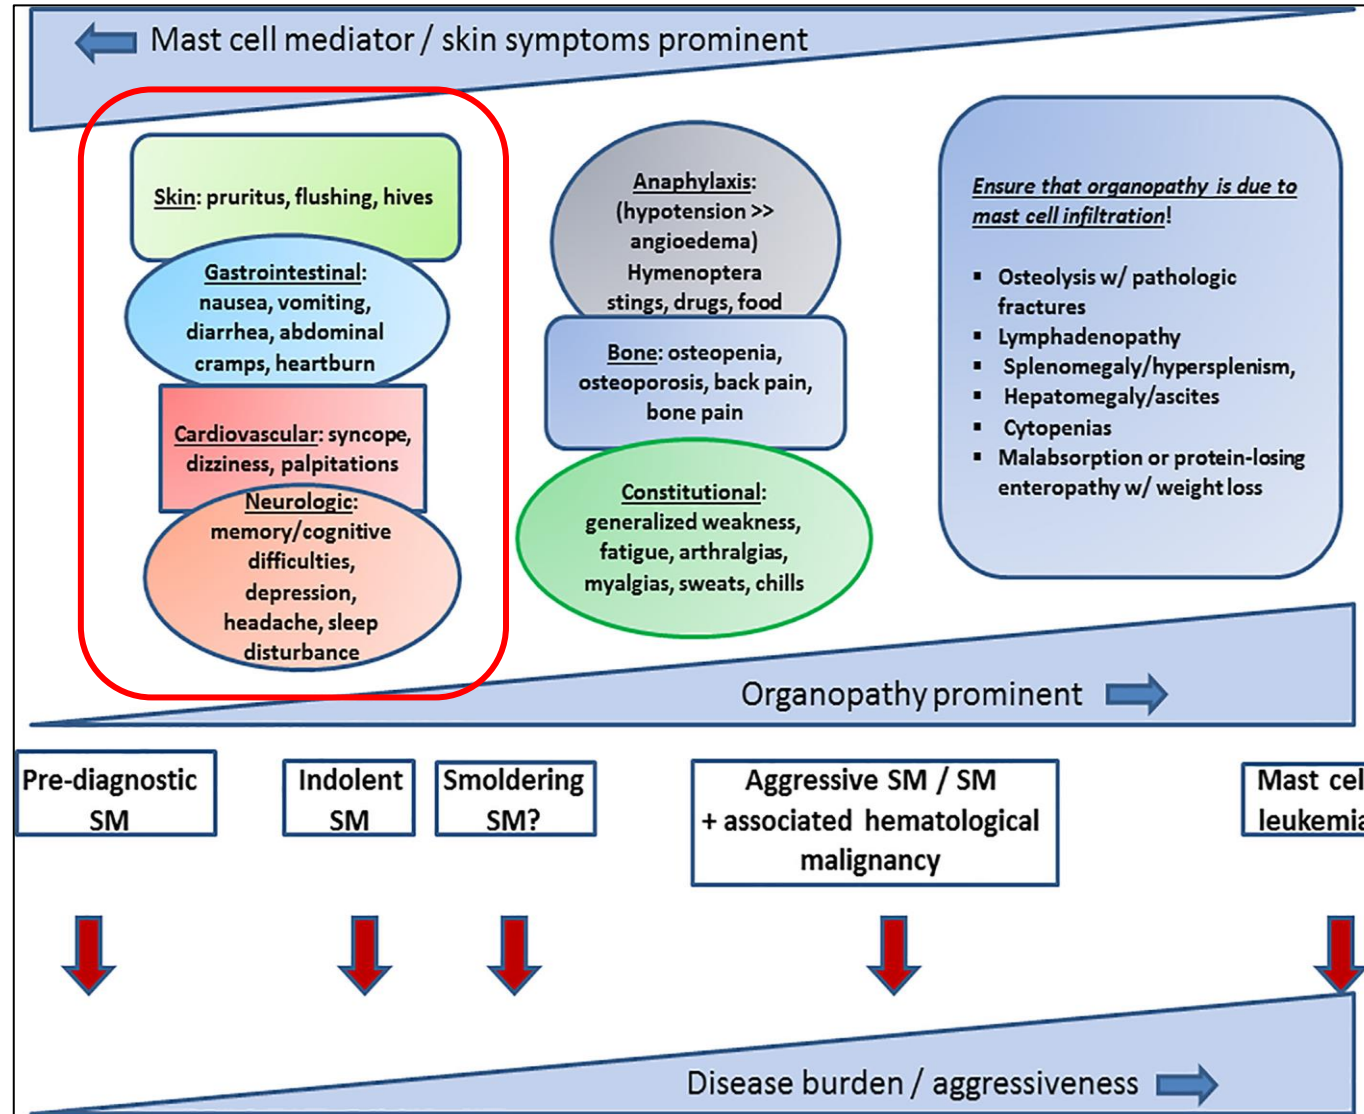 Mast cell mediator / skin symptoms prominent
Skin: pruritus, flushing, hives
Gastrointestinal:
nausea, vomiting,
diarrhea, abdominal
cramps, heartburn
Cardiovascular: syncope,
dizziness, palpitations
Neurologic:
memory/cognitive
difficulties,
depression,
headache, sleep
disturbance
Anaphylaxis:
(hypotension >>
angioedema)
Hymenoptera
stings, drugs, food
Bone: osteopenia,
osteoporosis, back pain,
bone pain
Constitutional:
generalized weakness,
fatigue, arthralgias,
myalgias, sweats, chills
Ensure that organopathy is due to
mast cell infiltration!
▪ Osteolysis w/ pathologic
fractures
▪ Lymphadenopathy
▪ Splenomegaly/hypersplenism,
▪ Hepatomegaly/ascites
▪ Cytopenias
▪ Malabsorption or protein-losing
enteropathy w/ weight loss
Organopathy prominent
Pre-diagnostic
SM
Indolent
SM
Smoldering
SM?
Aggressive SM / SM
+ associated hematological
malignancy
Mast cel
leukemia
Disease burden / aggressiveness